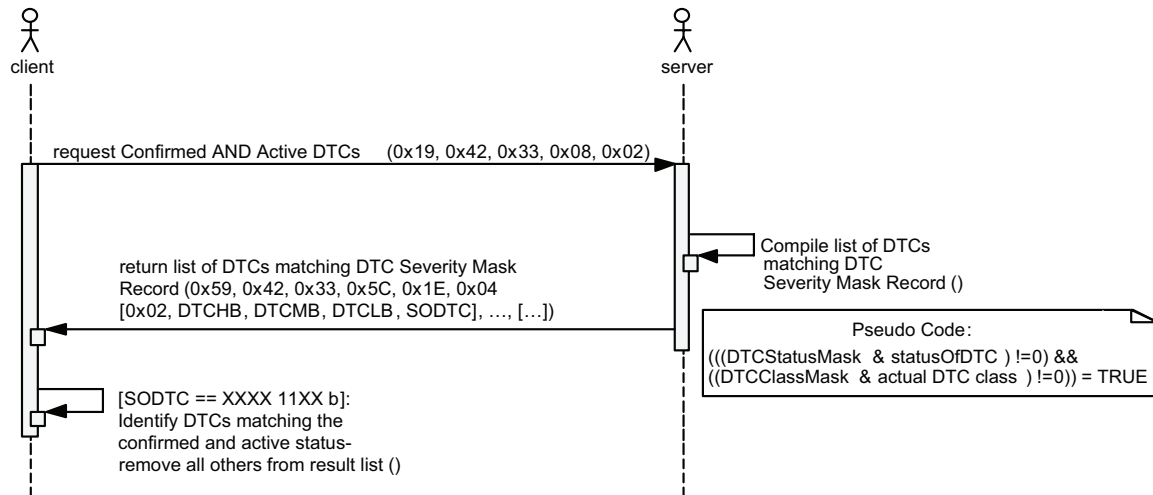 client
server
request Confirmed AND Active DTCs (0x19, 0x42, 0x33, 0x08, 0x02)
Compile list of DTCs
matching DTC
Severity Mask Record ()
return list of DTCs matching DTC Severity Mask
Record (0x59, 0x42, 0x33, 0x5C, 0x1E, 0x04
[0x02, DTCHB, DTCMB, DTCLB, SODTC], …, […])
Pseudo Code:
(((DTCStatusMask & statusOfDTC ) !=0) &&
((DTCClassMask & actual DTC class ) !=0)) = TRUE
[SODTC == XXXX 11XX b]:
Identify DTCs matching the
confirmed and active status-
remove all others from result list ()